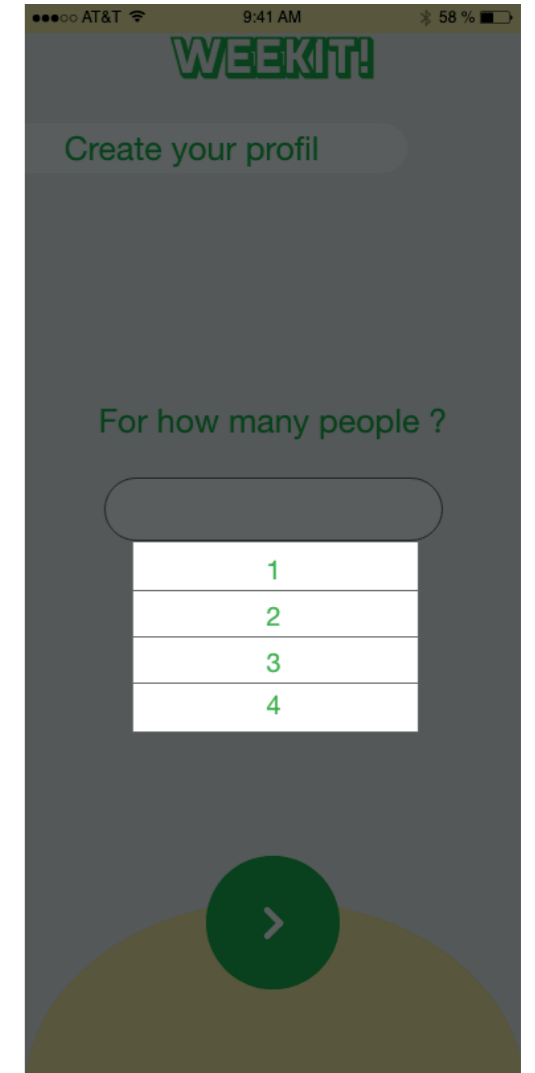 AT&T 9:41 AM 58 %
WEEKIT!
Create your profil
For how many people ?
1
2
3
4